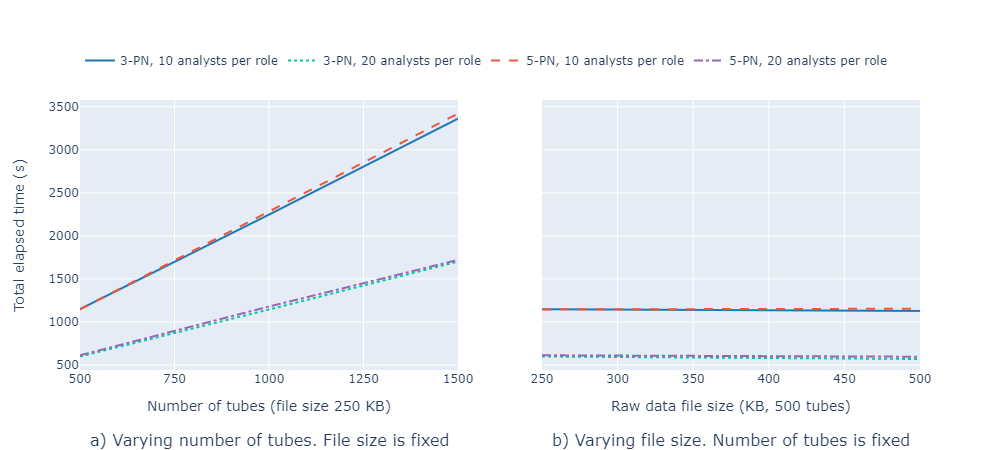 3-PN, 10 analysts per role 3-PN, 20 analysts per role 5-PN, 10 analysts per role 5-PN, 20 analysts per role
Total elapsed time (s)
3500
3000
2500
2000
1500
1000
500
500 750 1000 1250 1500
250 300 350 400 450 500
Number of tubes (file size 250 KB)
Raw data file size (KB, 500 tubes)
a) Varying number of tubes. File size is fixed
b) Varying file size. Number of tubes is fixed